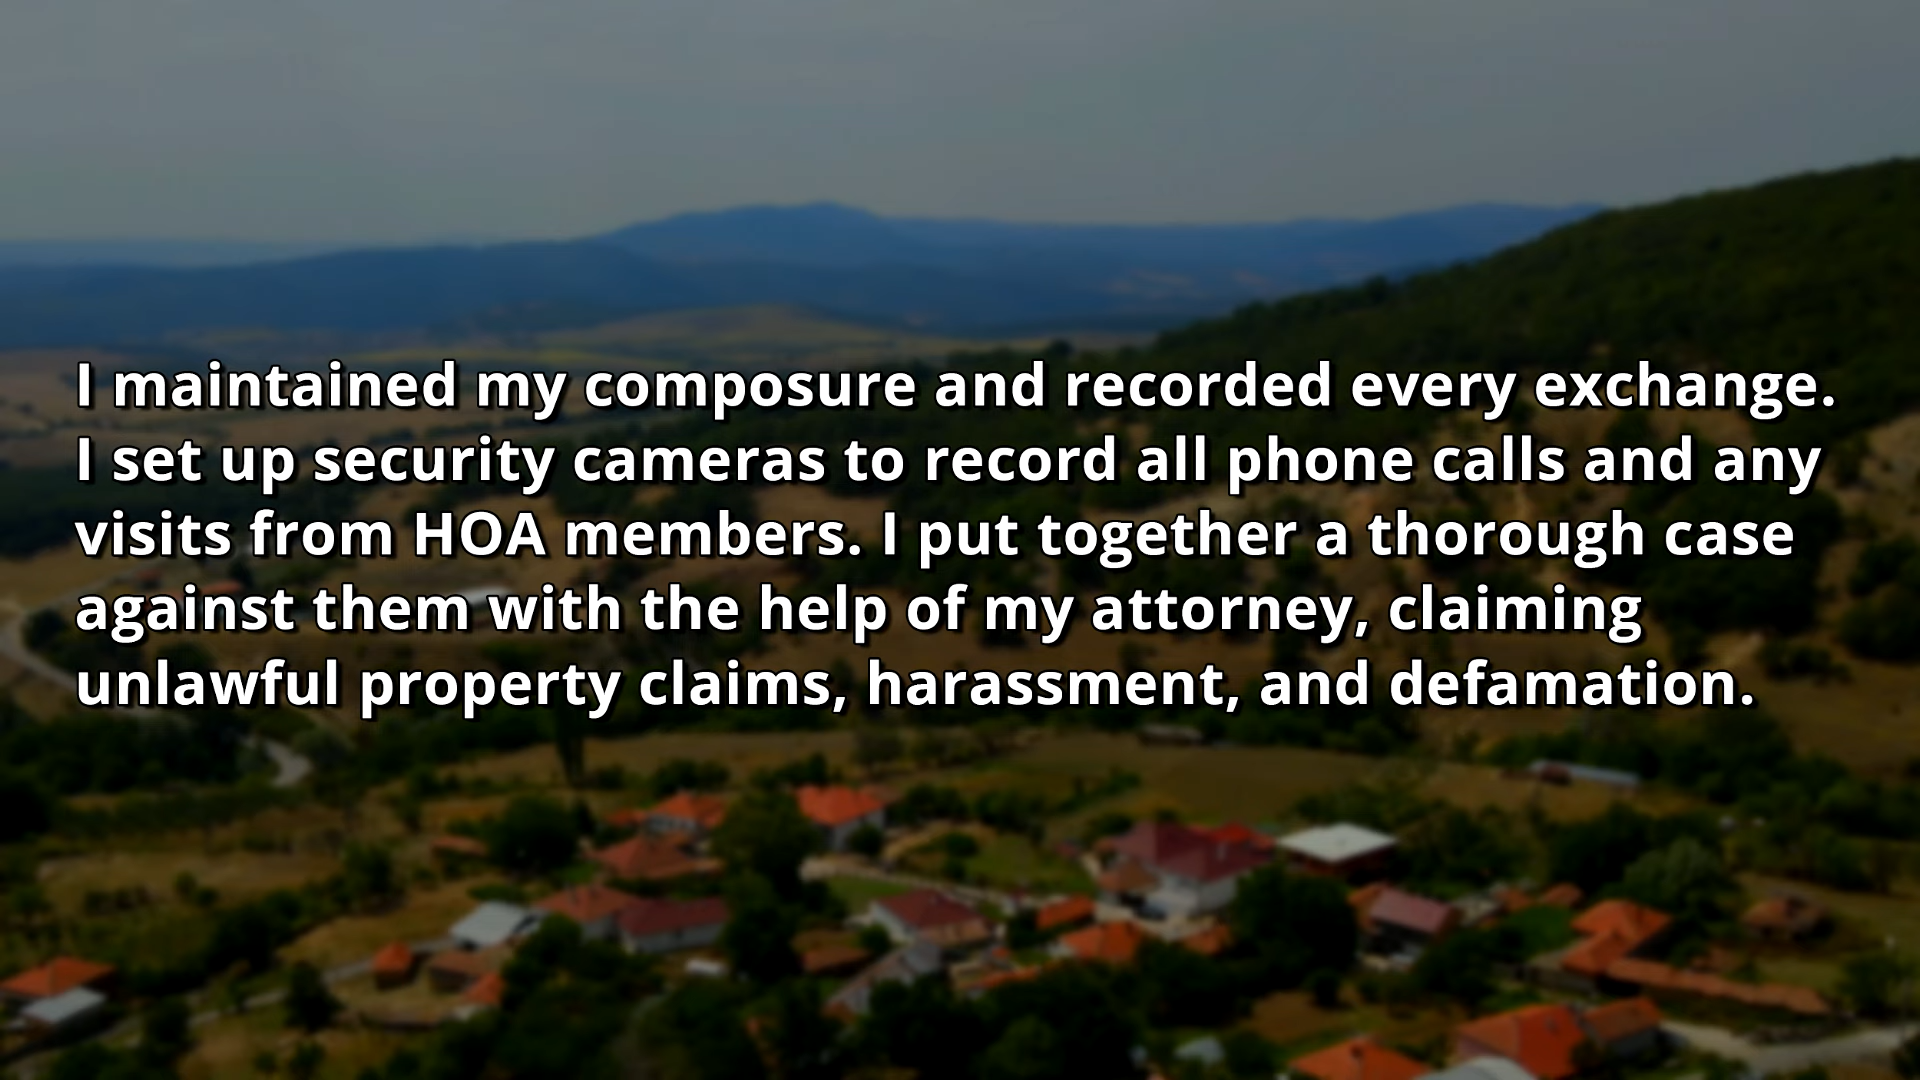 I maintained my composure and recorded every exchange.
I set up security cameras to record all phone calls and any
visits from HOA members. I put together a thorough case
against them with the help of my attorney, claiming
unlawful property claims, harassment, and defamation.